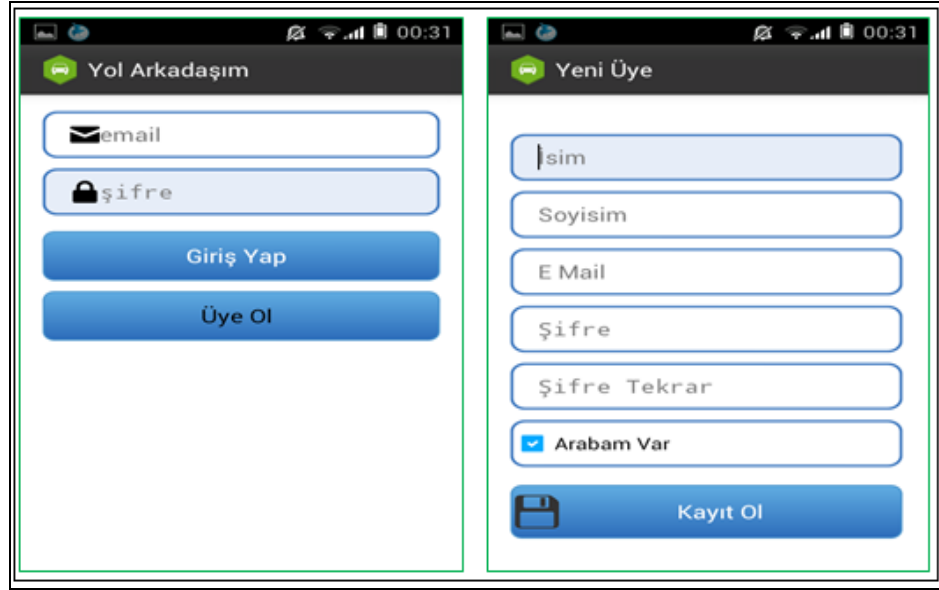 00:31
Yol Arkadaşım
email
şifre
Giriş Yap
Üye Ol
00:31
Yeni Üye
İsim
Soyisim
E Mail
Şifre
Şifre Tekrar
Arabam Var
Kayıt Ol